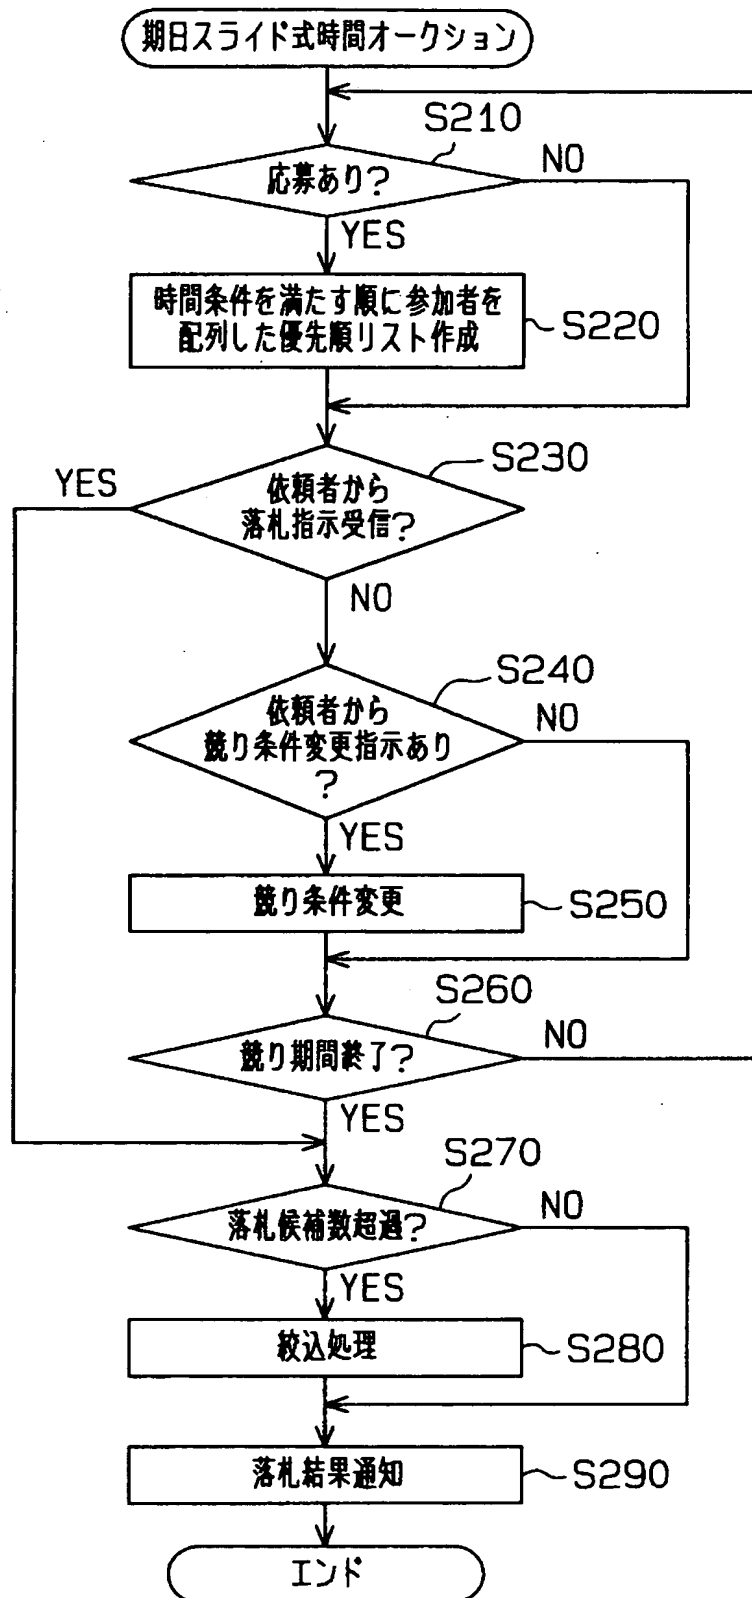 期日スライド式時間オークション
S210
応募あり?
NO
YES
時間条件を満たす順に参加者を
配列した優先順リスト作成
S220
S230
YES
依頼者から
落札指示受信?
NO
S240
依頼者から
競り条件変更指示あり
?
NO
YES
競り条件変更
S250
S260
競り期間終了?
NO
YES
S270
落札候補数超過?
NO
YES
絞込処理
S280
落札結果通知
S290
エンド